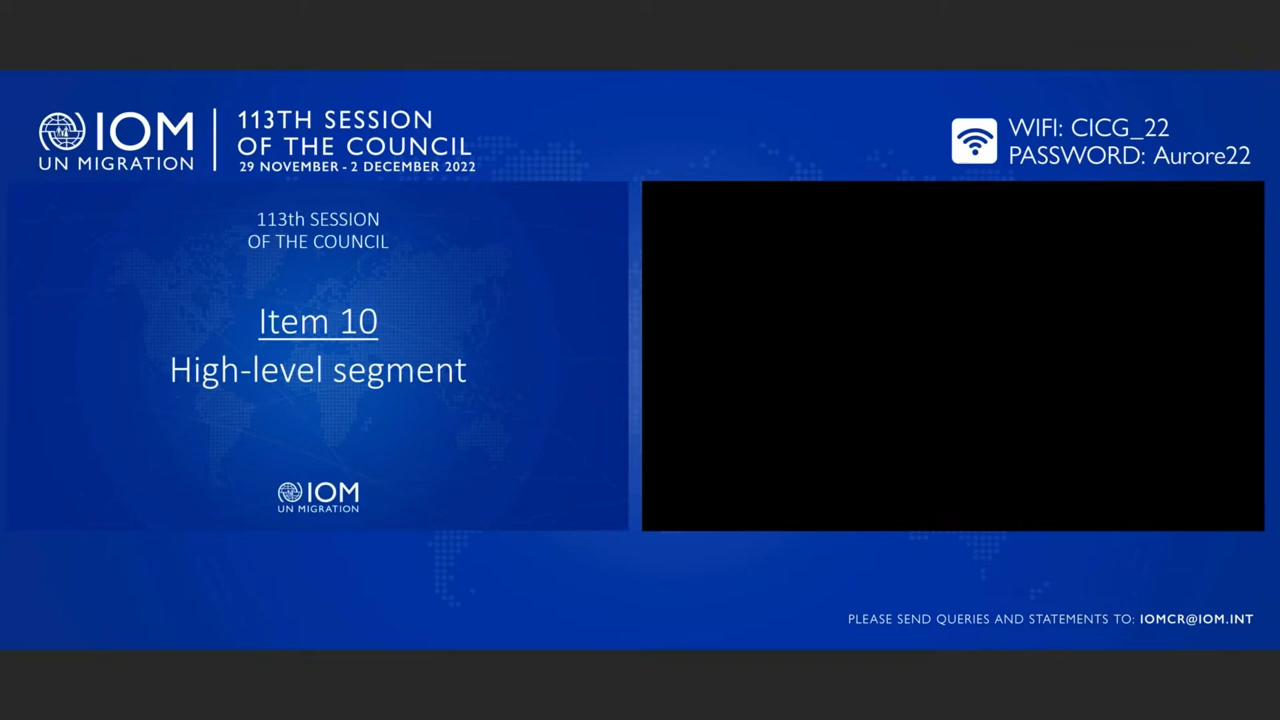 IOM
UN MIGRATION
113TH SESSION
OF THE COUNCIL
29 NOVEMBER - 2 DECEMBER 2022
WIFI: CICG_22
PASSWORD: Aurore22
113th SESSION
OF THE COUNCIL
Item 10
High-level segment
IOM
UN MIGRATION
PLEASE SEND QUERIES AND STATEMENTS TO: IOMCR@IOM.INT